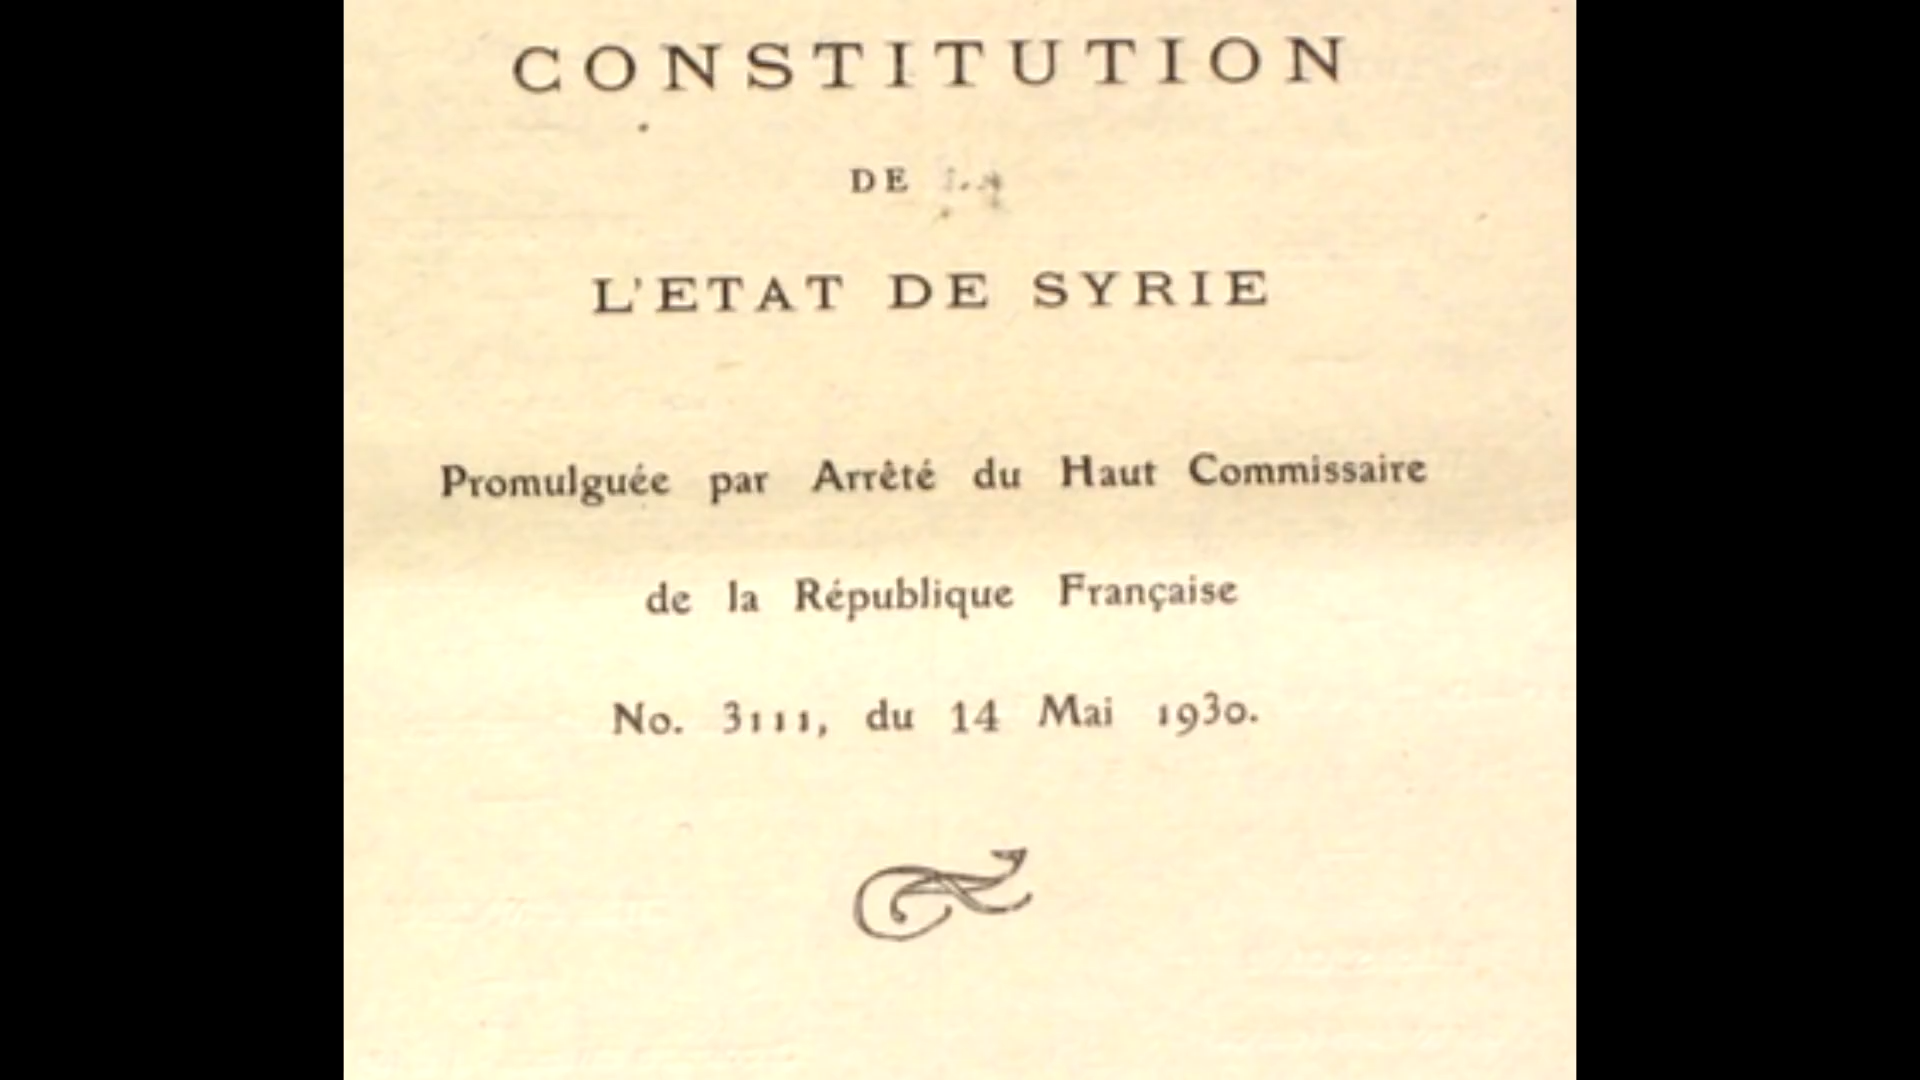 CONSTITUTION
DE
L'ETAT DE SYRIE
Promulguée par Arrêté du Haut Commissaire
de la République Française
No. 3111, du 14 Mai 1930.